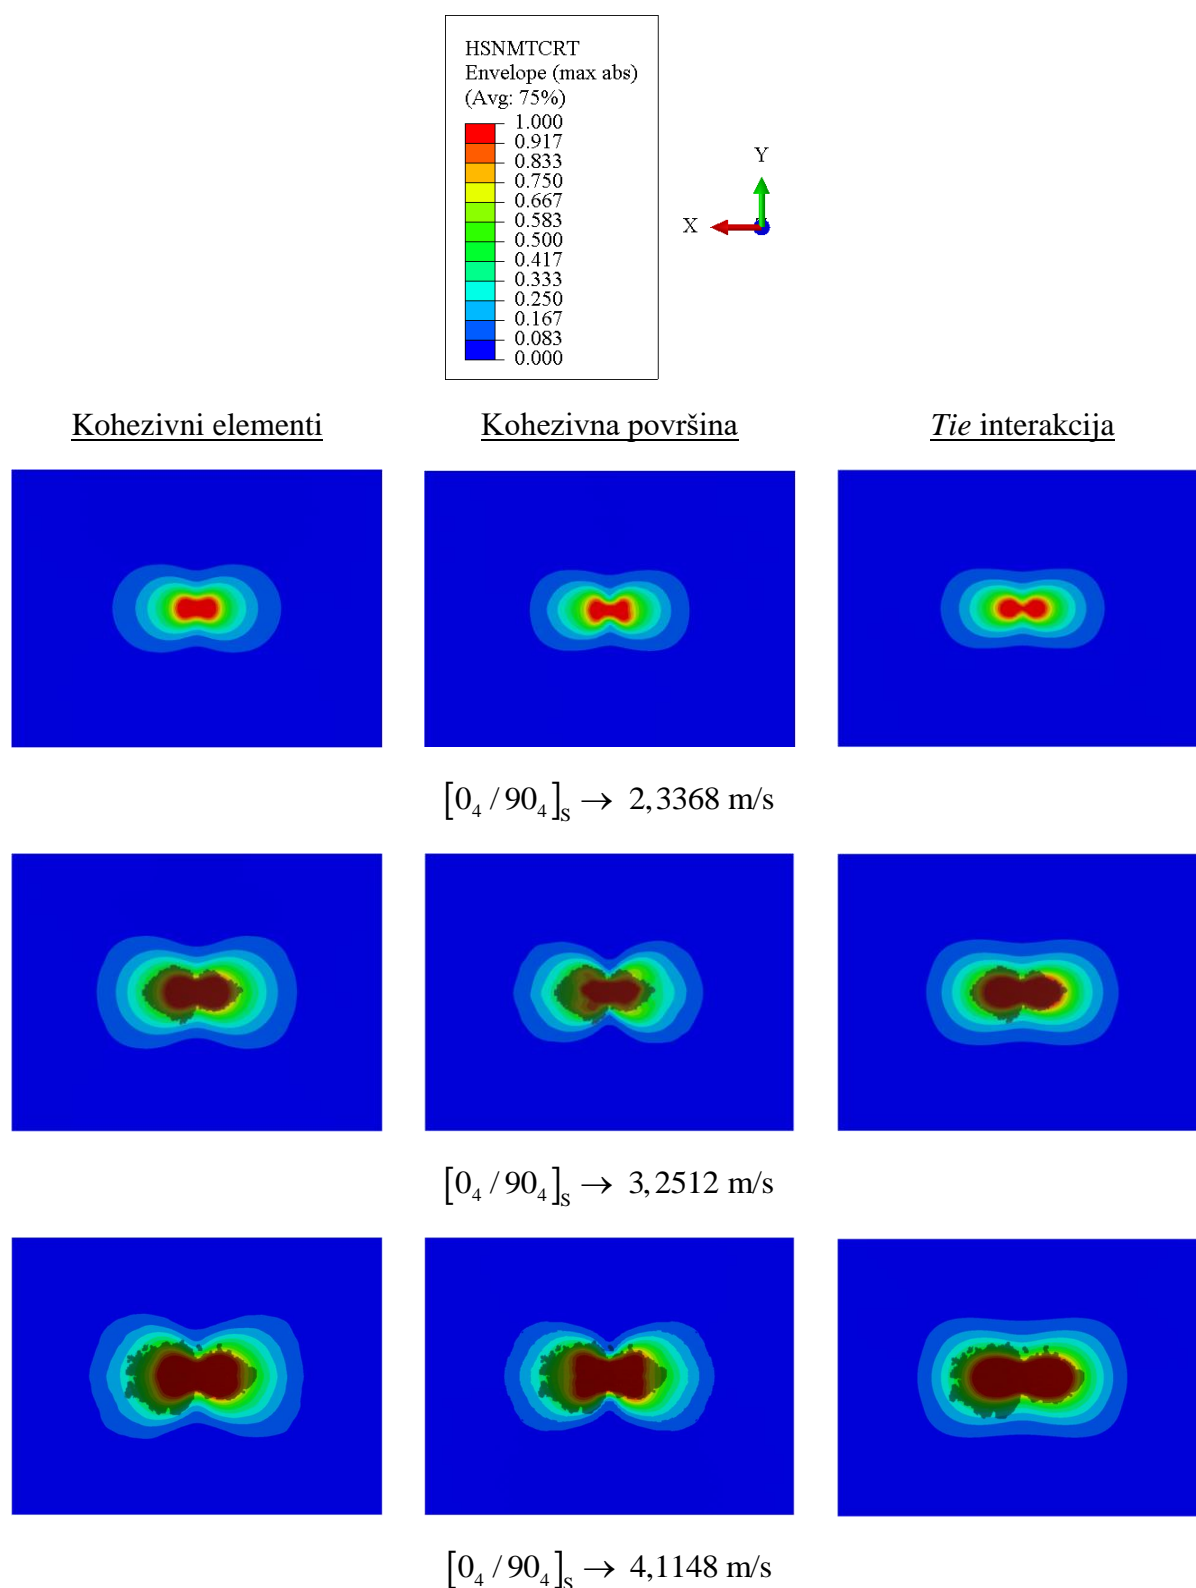 HSNMTCRT
Envelope (max abs)
(Avg: 75%)
1.000
0.917
0.833
0.750
0.667
0.583
0.500
0.417
0.333
0.250
0.167
0.083
0.000
Y
X
Kohezivni elementi Kohezivna površina Tie interakcija
[0₄ / 90₄]ₛ → 2,3368 m/s
[0₄ / 90₄]ₛ → 3,2512 m/s
[0₄ / 90₄]ₛ → 4,1148 m/s